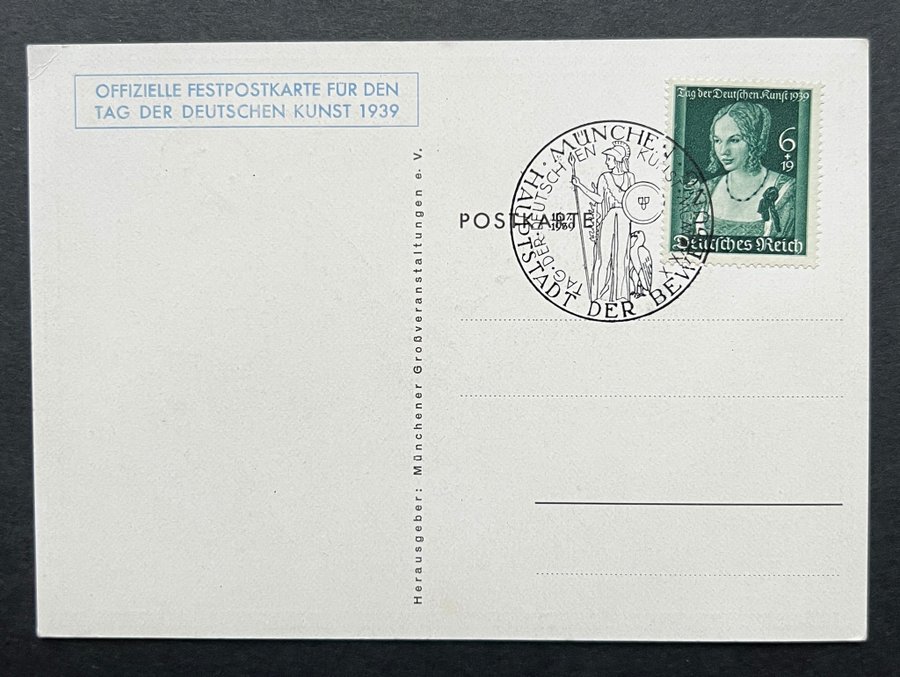 OFFIZIELLE FESTPOSTKARTE FÜR DEN
TAG DER DEUTSCHEN KUNST 1939
Herausgeber: Münchener Großveranstaltungen e. V.
POSTKARTE
MÜNCHEN
HAUPTSTADT DER BEWEGUNG
TAG·DER·DEUTSCHEN KUNST
1939
Tag der Deutschen Kunst 1939
6
+
19
Deutsches Reich